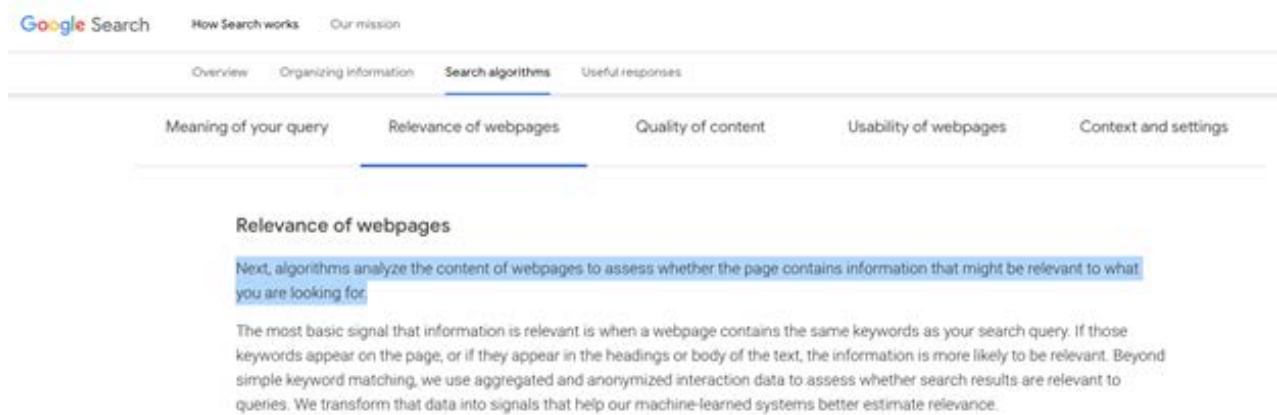 Google Search How Search works Our mission
Overview Organizing information Search algorithms Useful responses
Meaning of your query Relevance of webpages Quality of content Usability of webpages Context and settings
Relevance of webpages
Next, algorithms analyze the content of webpages to assess whether the page contains information that might be relevant to what
you are looking for.
The most basic signal that information is relevant is when a webpage contains the same keywords as your search query. If those
keywords appear on the page, or if they appear in the headings or body of the text, the information is more likely to be relevant. Beyond
simple keyword matching, we use aggregated and anonymized interaction data to assess whether search results are relevant to
queries. We transform that data into signals that help our machine-learned systems better estimate relevance.